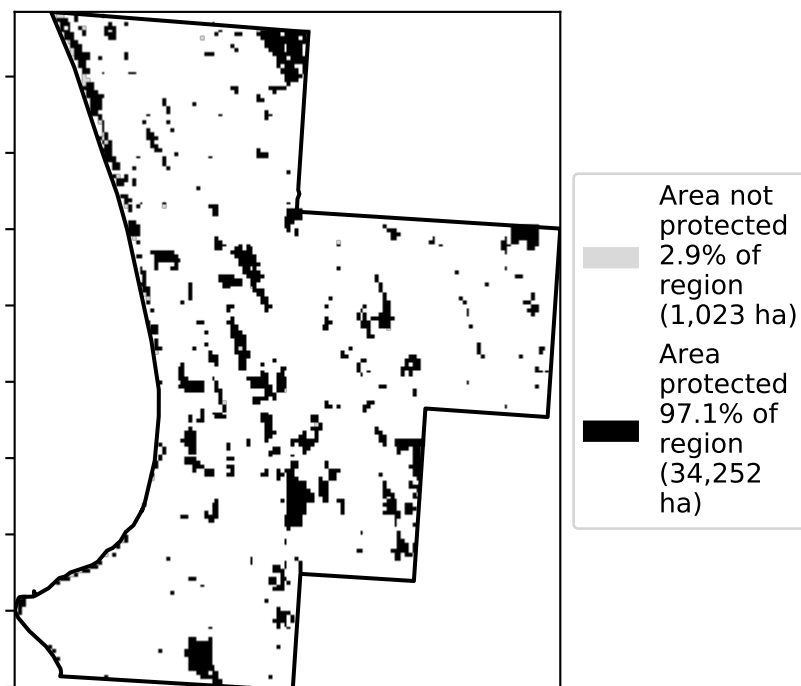 Area not
protected
2.9% of
region
(1,023 ha)
Area
protected
97.1% of
region
(34,252
ha)